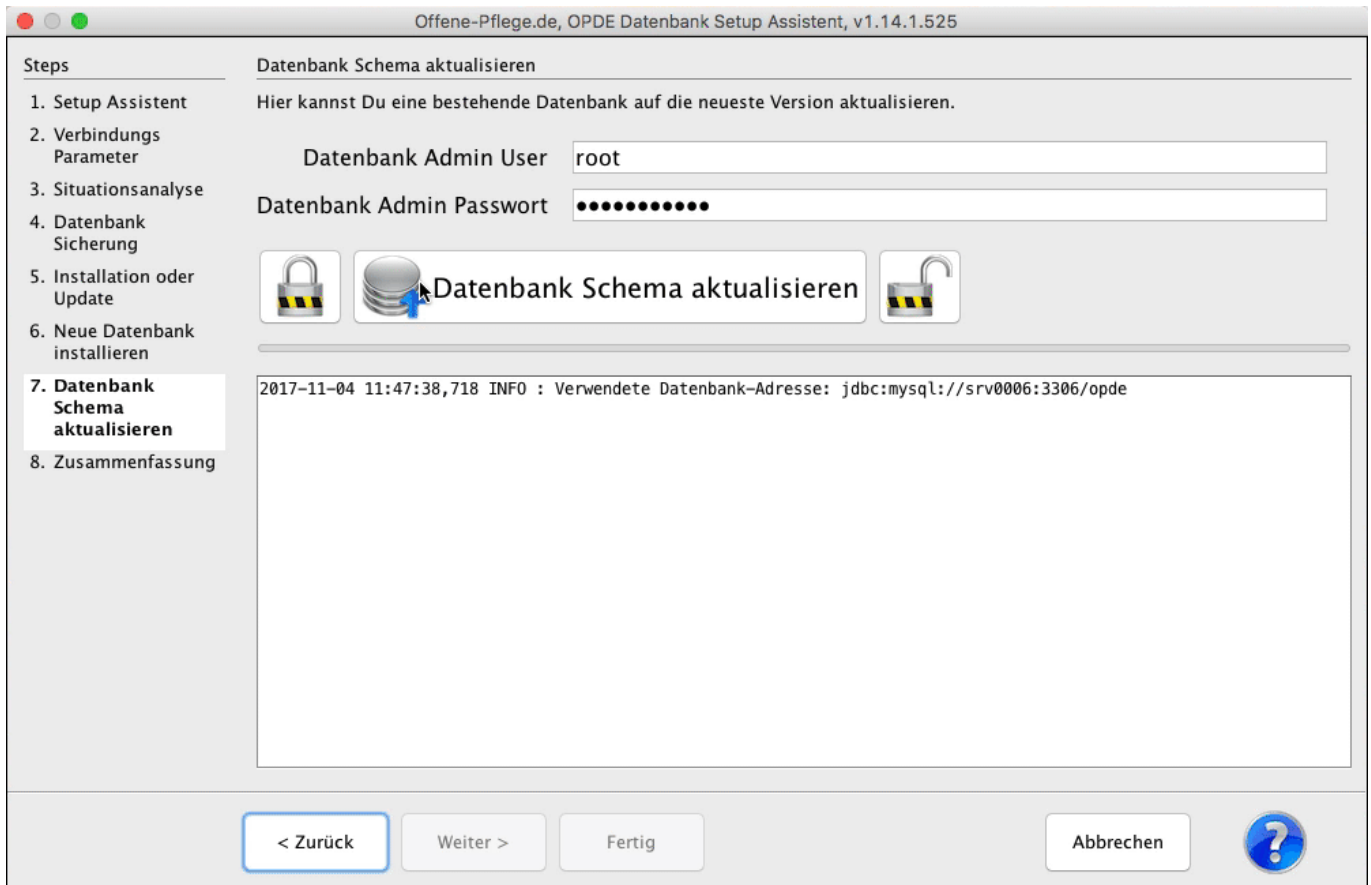 Offene-Pflege.de, OPDE Datenbank Setup Assistent, v1.14.1.525
Steps
1. Setup Assistent
2. Verbindungs
Parameter
3. Situationsanalyse
4. Datenbank
Sicherung
5. Installation oder
Update
6. Neue Datenbank
installieren
7. Datenbank
Schema
aktualisieren
8. Zusammenfassung
Datenbank Schema aktualisieren
Hier kannst Du eine bestehende Datenbank auf die neueste Version aktualisieren.
Datenbank Admin User root
Datenbank Admin Passwort •••••••••••
Datenbank Schema aktualisieren
2017-11-04 11:47:38,718 INFO : Verwendete Datenbank-Adresse: jdbc:mysql://srv0006:3306/opde
< Zurück Weiter > Fertig Abbrechen ?